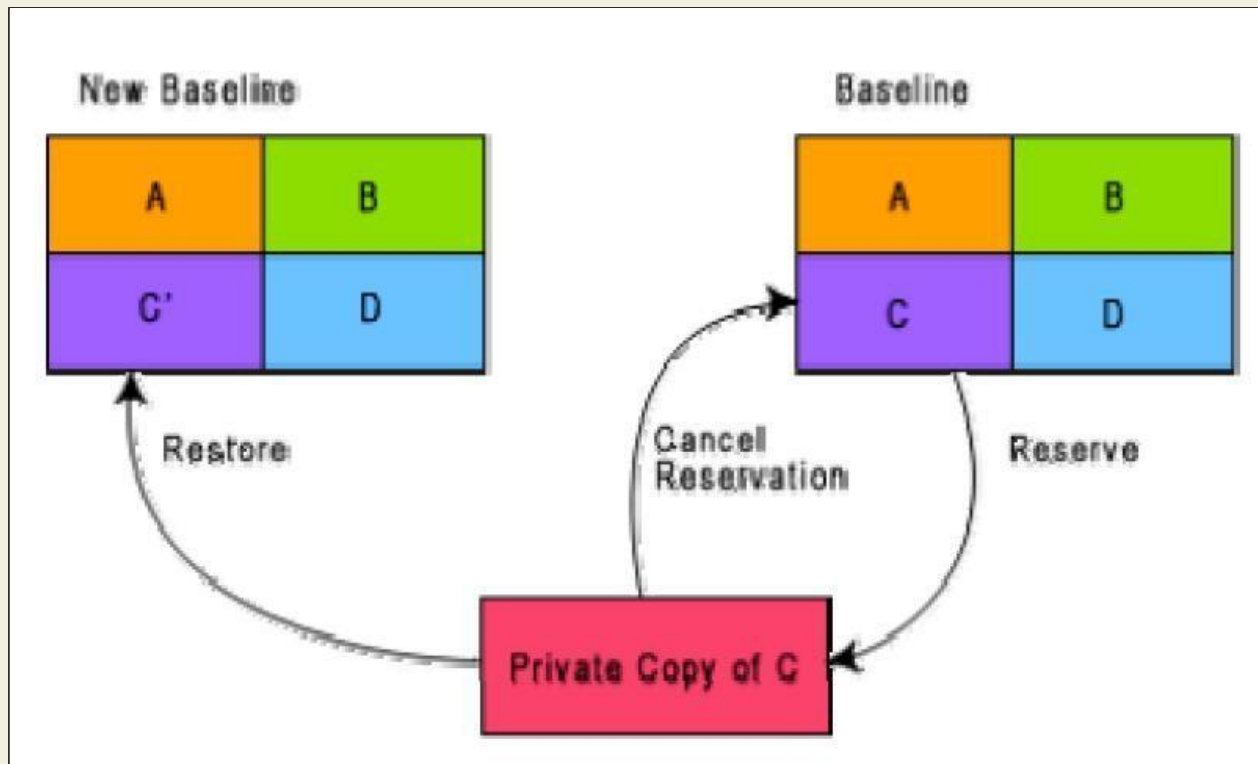 New Baseline
A
B
C'
D
Restore
Baseline
A
B
C
D
Cancel
Reservation
Reserve
Private Copy of C